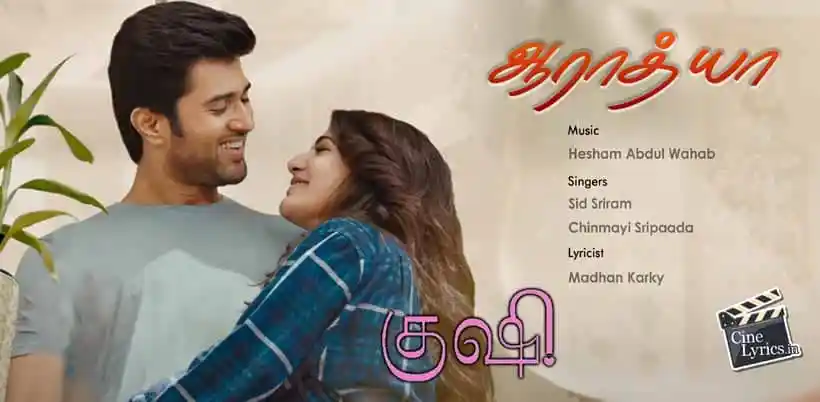 ஆராத்யா
Music
Hesham Abdul Wahab
Singers
Sid Sriram
Chinmayi Sripaada
Lyricist
Madhan Karky
குஷி!
Cine
Lyrics.in